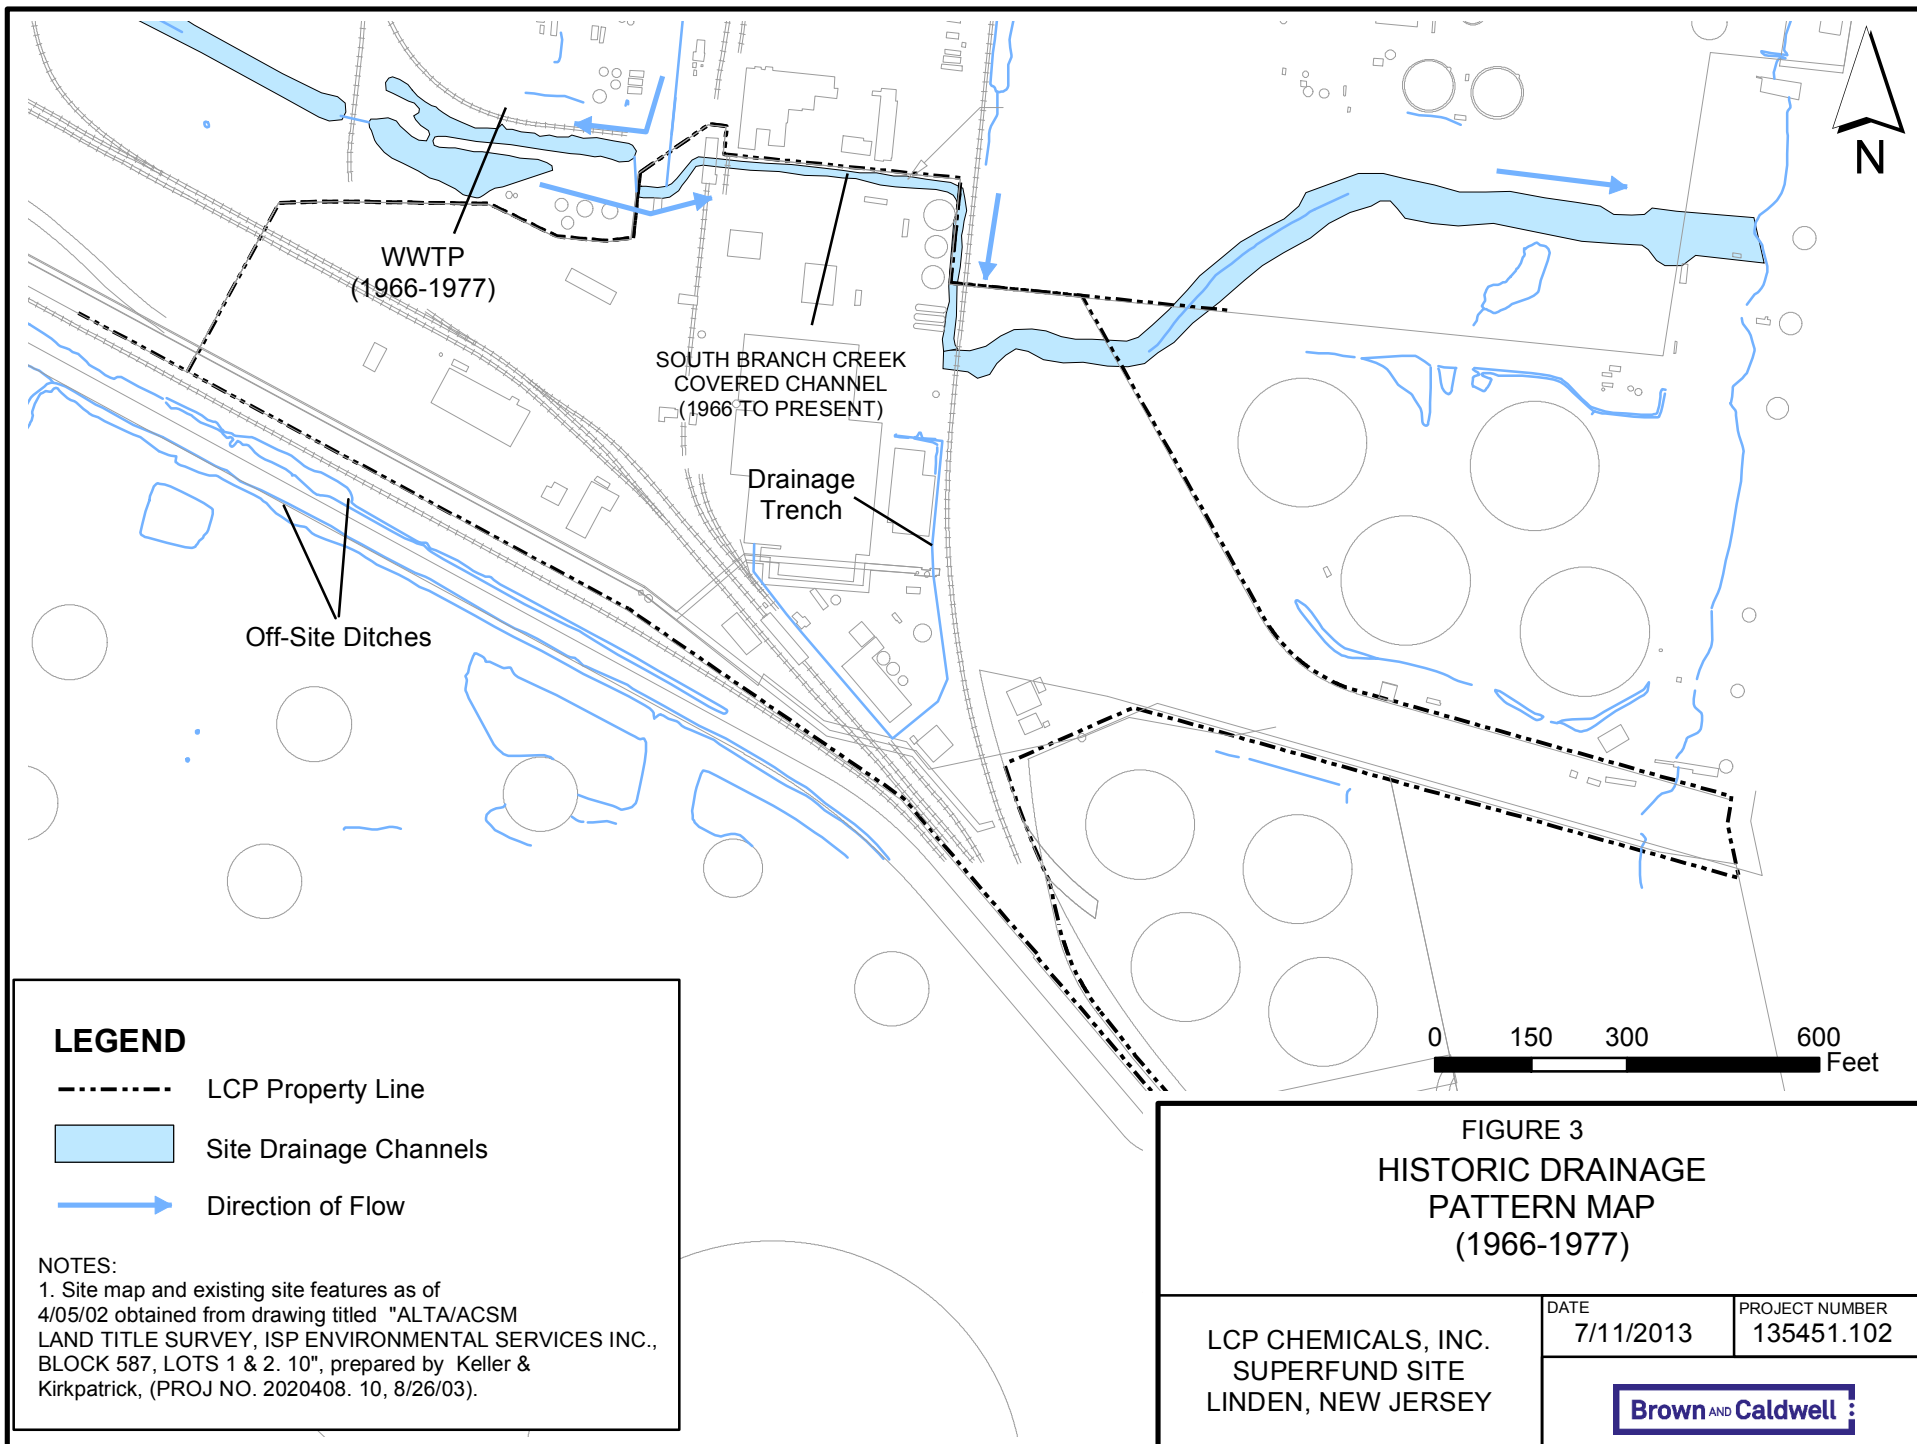 N
WWTP
(1966-1977)
SOUTH BRANCH CREEK
COVERED CHANNEL
(1966 TO PRESENT)
Drainage
Trench
Off-Site Ditches
0 150 300 600
Feet
LEGEND
LCP Property Line
Site Drainage Channels
Direction of Flow
NOTES:
1. Site map and existing site features as of
4/05/02 obtained from drawing titled "ALTA/ACSM
LAND TITLE SURVEY, ISP ENVIRONMENTAL SERVICES INC.,
BLOCK 587, LOTS 1 & 2. 10", prepared by Keller &
Kirkpatrick, (PROJ NO. 2020408. 10, 8/26/03).
FIGURE 3
HISTORIC DRAINAGE
PATTERN MAP
(1966-1977)
LCP CHEMICALS, INC.
SUPERFUND SITE
LINDEN, NEW JERSEY
DATE
7/11/2013
PROJECT NUMBER
135451.102
Brown AND Caldwell